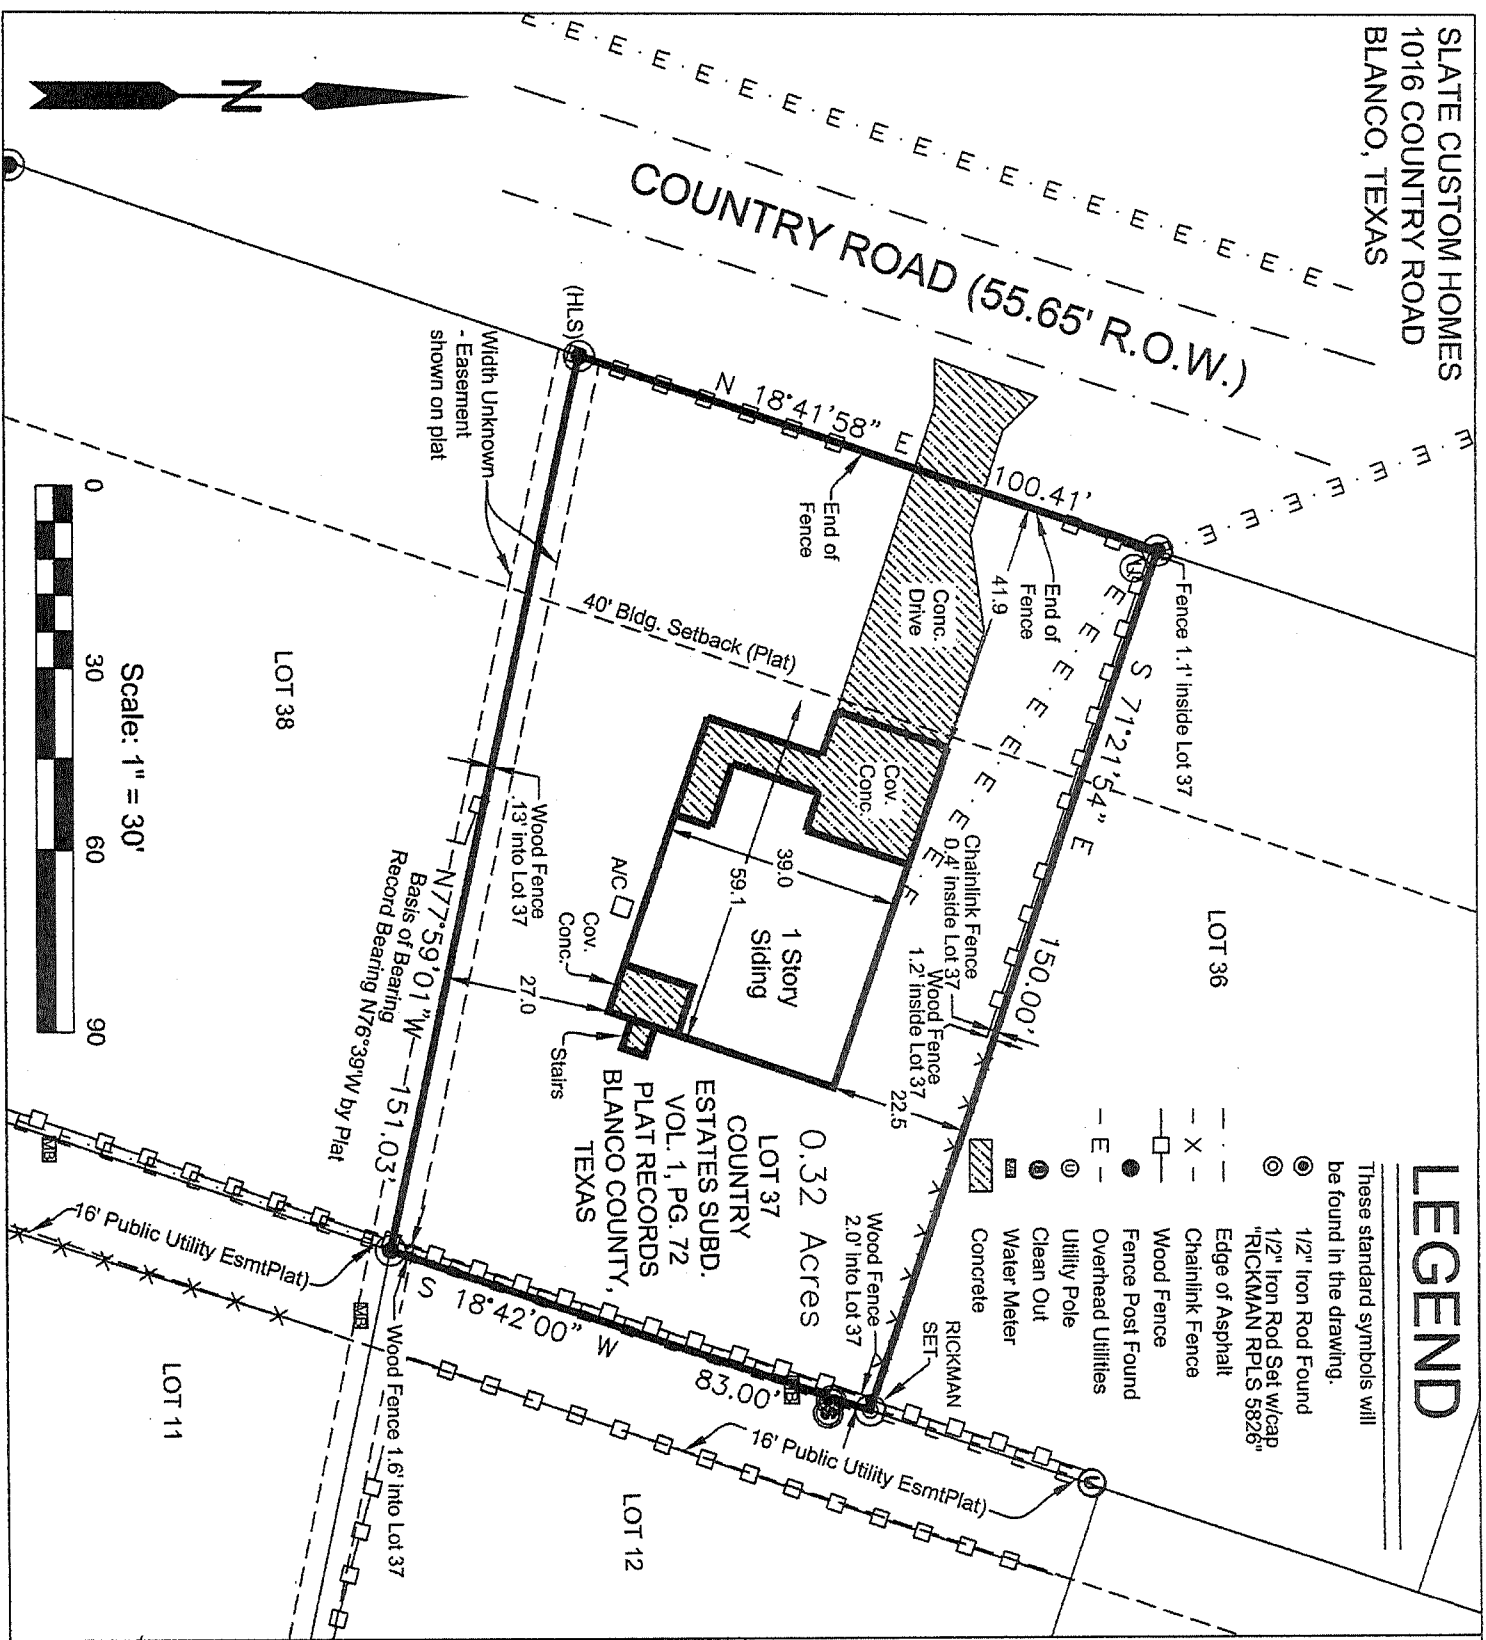 SLATE CUSTOM HOMES
1016 COUNTRY ROAD
BLANCO, TEXAS
N
COUNTRY ROAD (55.65' R.O.W.)
(HLS)
Width Unknown
- Easement
shown on plat
N 18°41'58" E 100.41'
End of
Fence
End of
Fence
41.9
Conc.
Drive
Fence 1.1' inside Lot 37
40' Bldg. Setback (Plat)
S 71°21'54" E 150.00'
LOT 36
LOT 38
Cov.
Conc.
39.0
59.1
1 Story
Siding
A/C
Cov.
Conc.
Stairs
27.0
22.5
Chainlink Fence
0.4' inside Lot 37
Wood Fence
1.2' inside Lot 37
Wood Fence
.13' into Lot 37
N77°59'01"W 151.03'
Basis of Bearing
Record Bearing N76°39'W by Plat
0.32 Acres
LOT 37
COUNTRY
ESTATES SUBD.
VOL. 1, PG. 72
PLAT RECORDS
BLANCO COUNTY,
TEXAS
Wood Fence
2.0' into Lot 37
RICKMAN
SET
S 18°42'00" W 83.00'
16' Public Utility EsmtPlat)
16' Public Utility EsmtPlat)
Wood Fence 1.6' into Lot 37
LOT 11
LOT 12
0 30 60 90
Scale: 1" = 30'
LEGEND
These standard symbols will
be found in the drawing.
1/2" Iron Rod Found
1/2" Iron Rod Set w/cap
"RICKMAN RPLS 5826"
Edge of Asphalt
Chainlink Fence
Wood Fence
Fence Post Found
Overhead Utilities
Utility Pole
Clean Out
Water Meter
Concrete